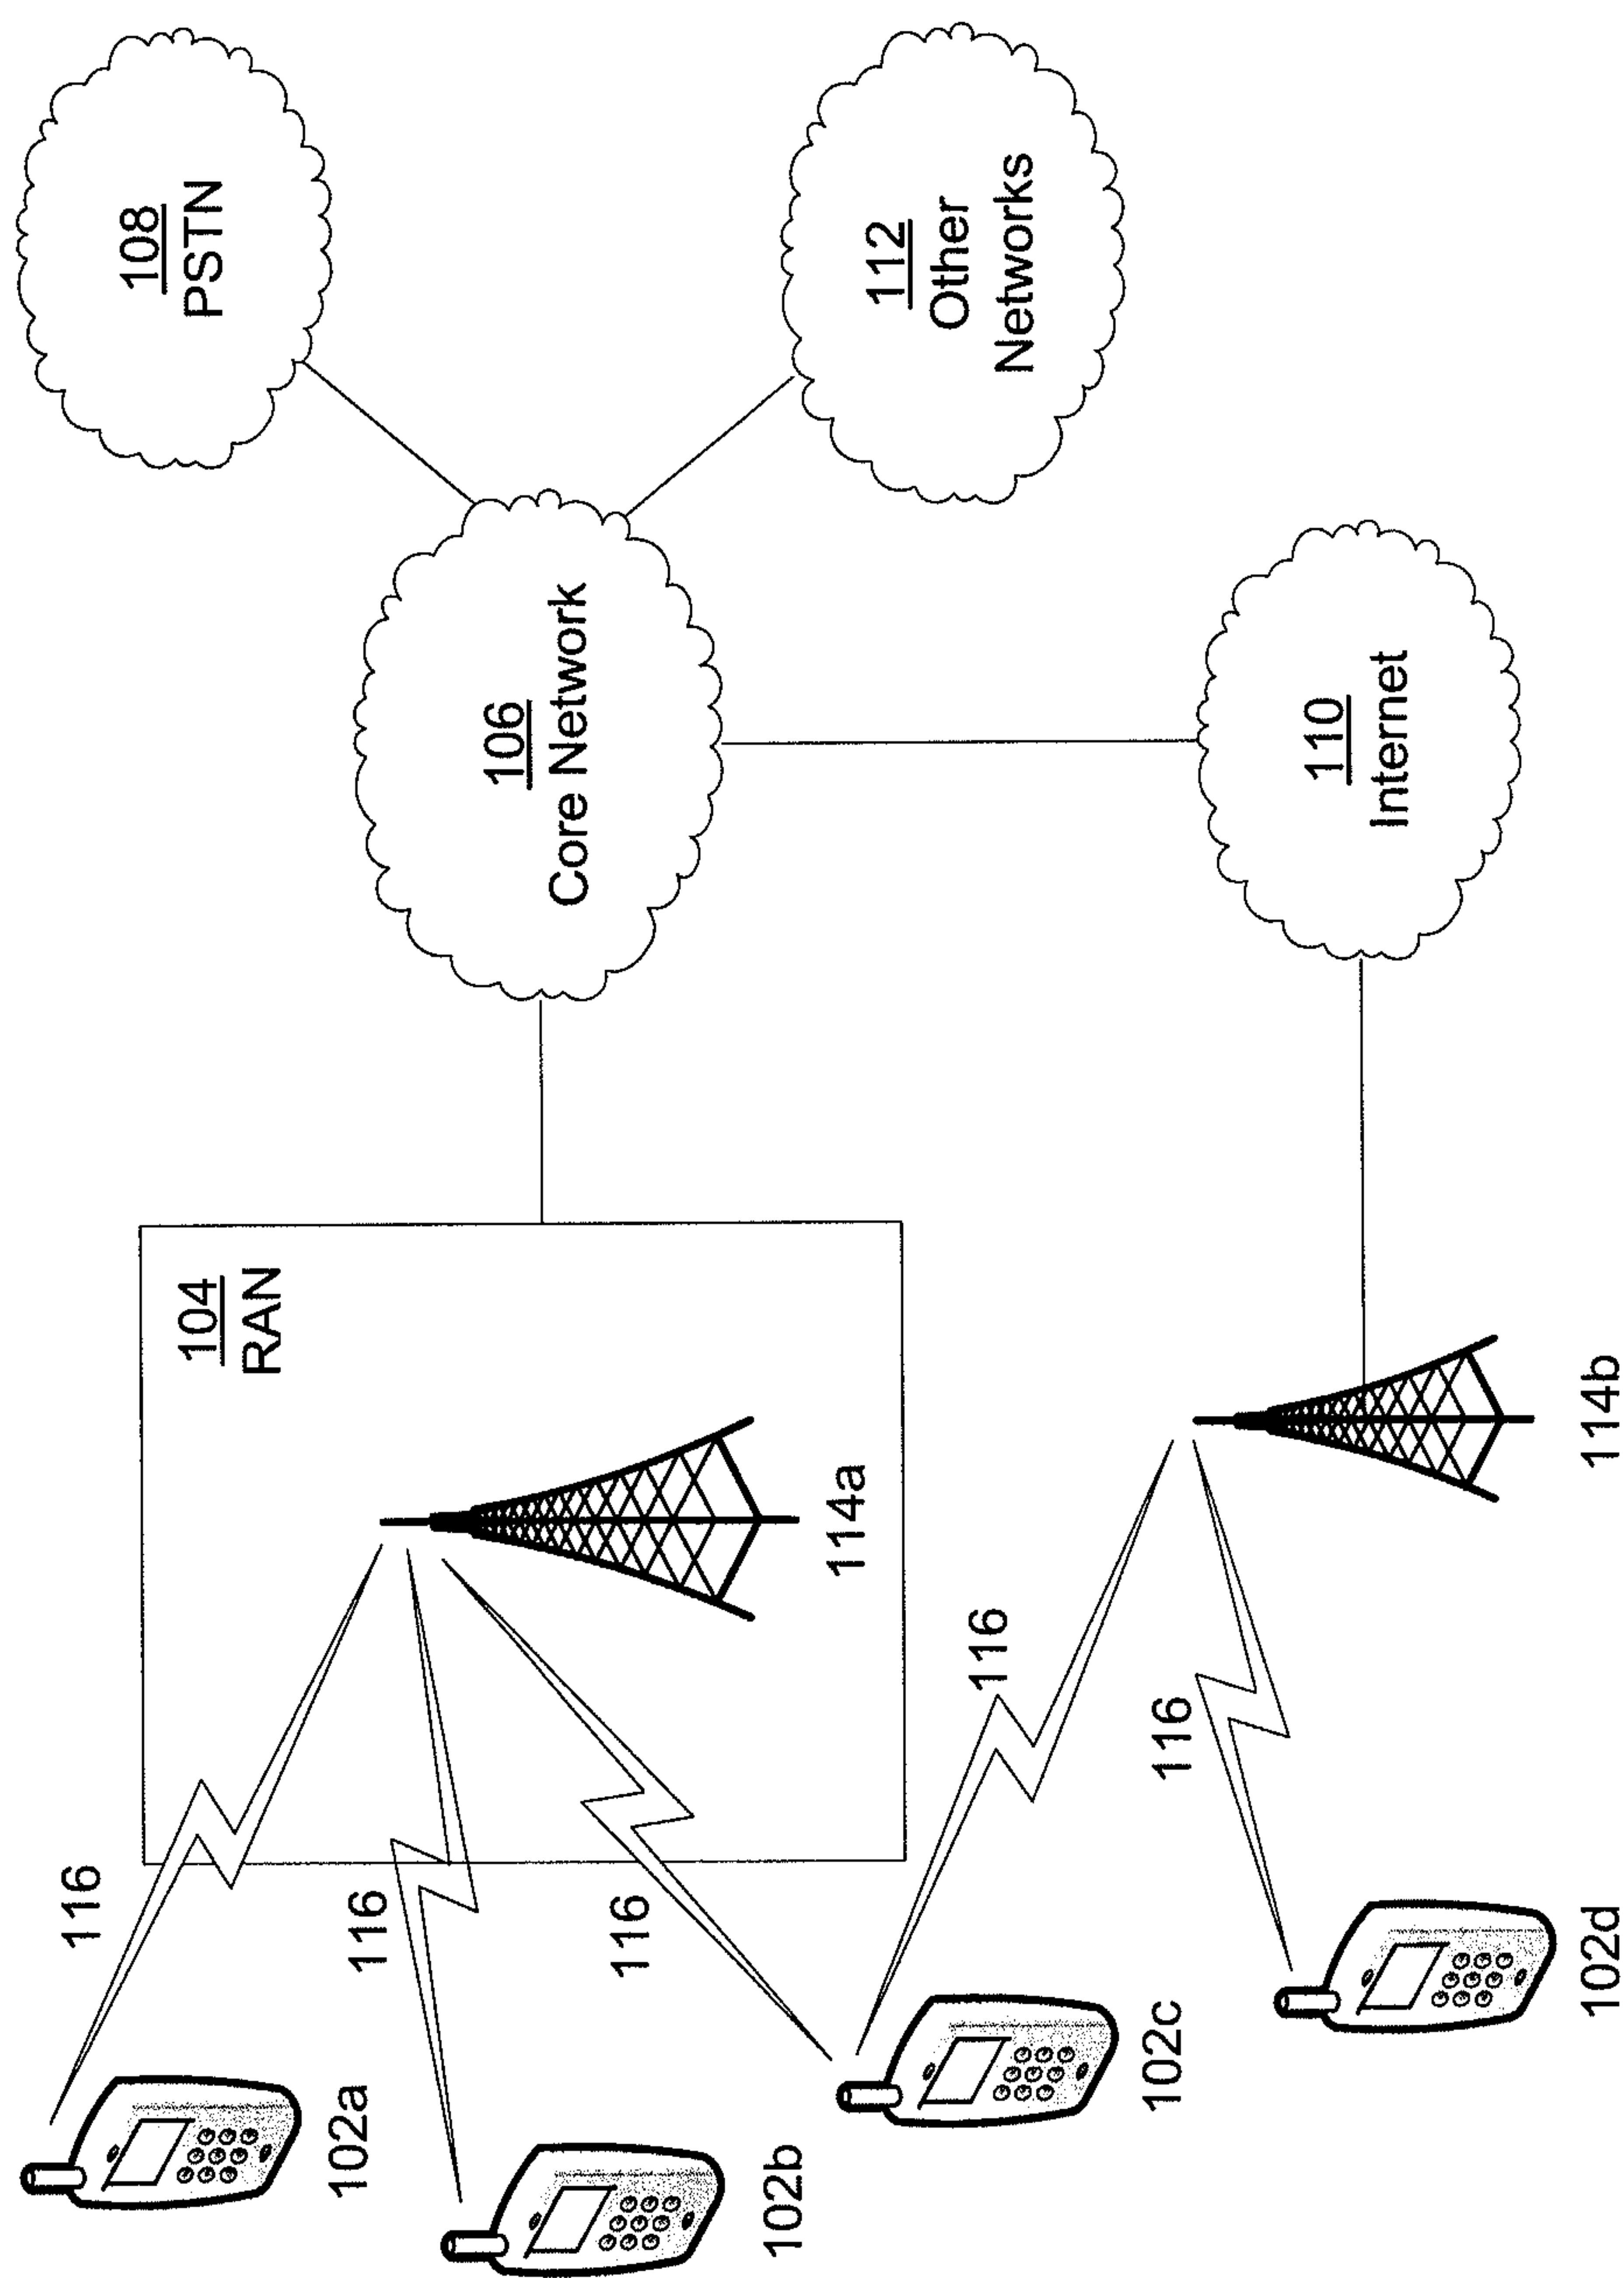 108
PSTN
106
Core Network
112
Other
Networks
104
RAN
110
Internet
114a
114b
116
116
116
116
116
102a
102b
102c
102d